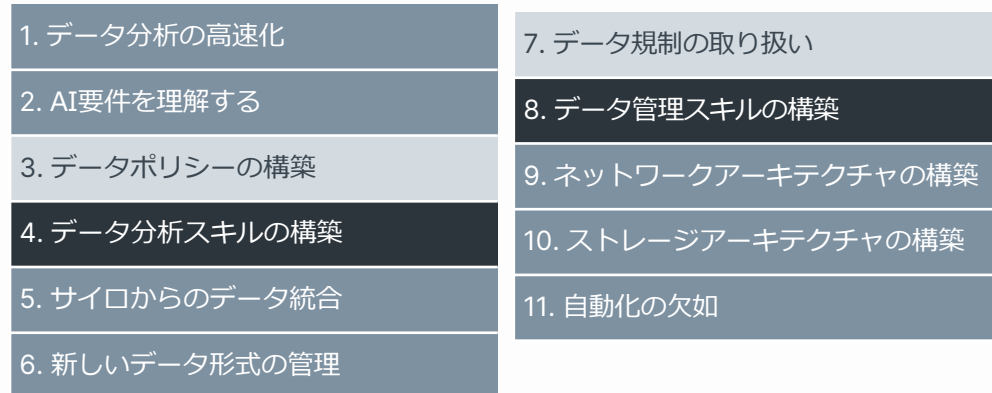 1. データ分析の高速化
2. AI要件を理解する
3. データポリシーの構築
4. データ分析スキルの構築
5. サイロからのデータ統合
6. 新しいデータ形式の管理
7. データ規制の取り扱い
8. データ管理スキルの構築
9. ネットワークアーキテクチャの構築
10. ストレージアーキテクチャの構築
11. 自動化の欠如